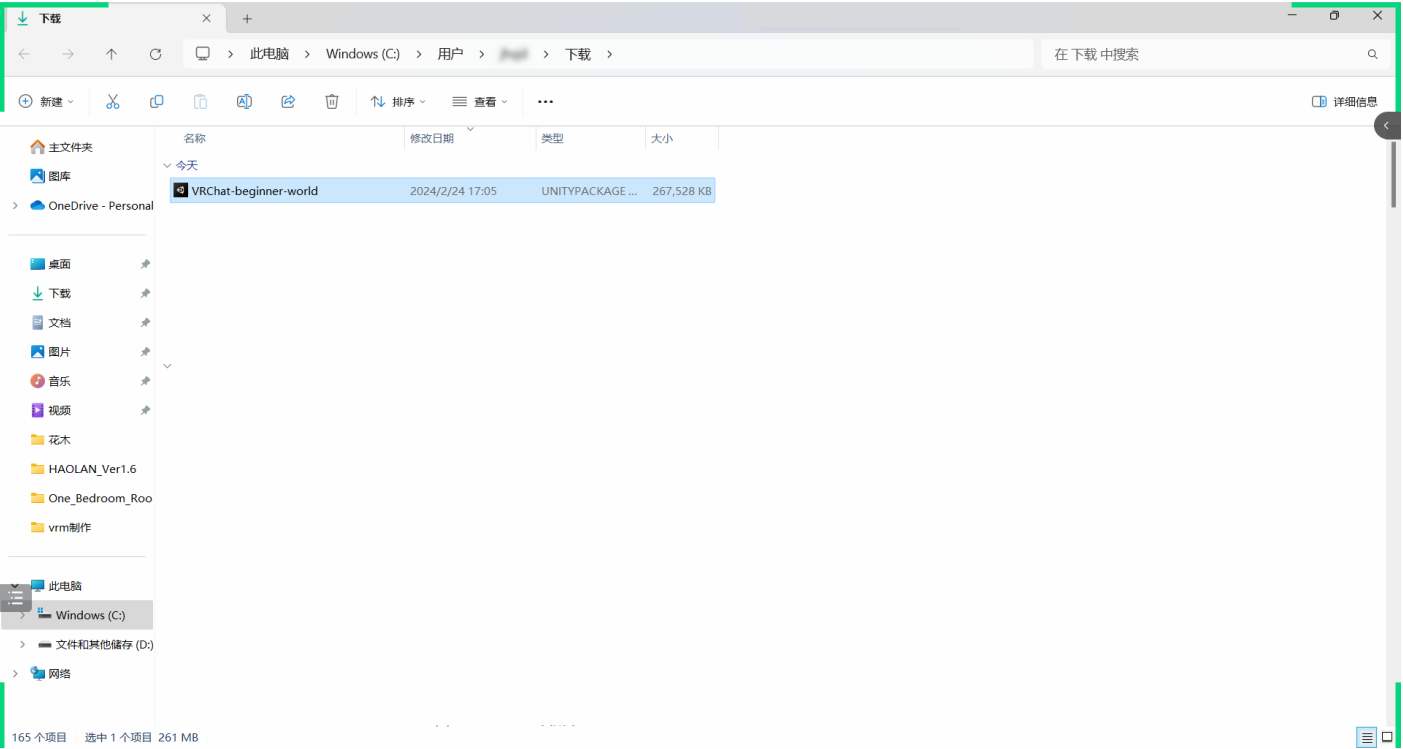 下载
此电脑 Windows (C:) 用户 下载
在 下载 中搜索
新建 排序 查看 详细信息
名称 修改日期 类型 大小
今天
VRChat-beginner-world 2024/2/24 17:05 UNITYPACKAGE ... 267,528 KB
主文件夹
图库
OneDrive - Personal
桌面
下载
文档
图片
音乐
视频
花木
HAOLAN_Ver1.6
One_Bedroom_Roo
vrm制作
此电脑
Windows (C:)
文件和其他储存 (D:)
网络
165 个项目 选中 1 个项目 261 MB